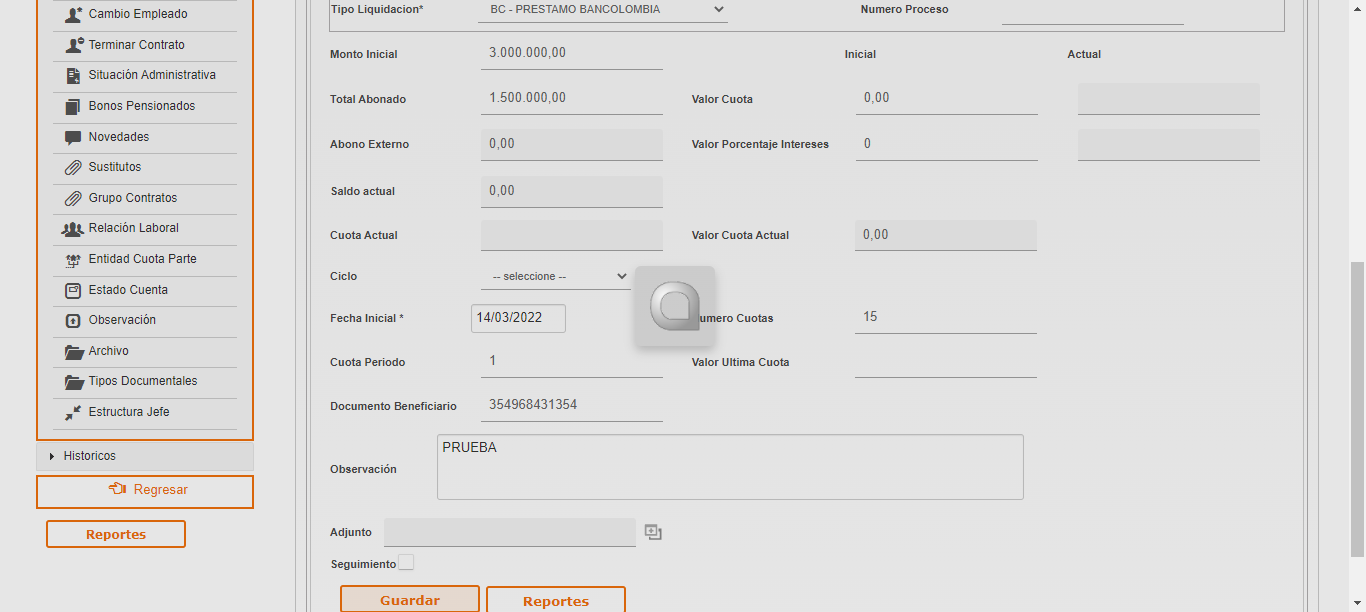 Cambio Empleado
Terminar Contrato
Situación Administrativa
Bonos Pensionados
Novedades
Sustitutos
Grupo Contratos
Relación Laboral
Entidad Cuota Parte
Estado Cuenta
Observación
Archivo
Tipos Documentales
Estructura Jefe
Historicos
Regresar
Reportes
Tipo Liquidacion* BC - PRESTAMO BANCOLOMBIA Numero Proceso
Monto Inicial 3.000.000,00 Inicial Actual
Total Abonado 1.500.000,00 Valor Cuota 0,00
Abono Externo 0,00 Valor Porcentaje Intereses 0
Saldo actual 0,00
Cuota Actual Valor Cuota Actual 0,00
Ciclo -- seleccione --
Fecha Inicial * 14/03/2022 umero Cuotas 15
Cuota Periodo 1 Valor Ultima Cuota
Documento Beneficiario 354968431354
Observación PRUEBA
Adjunto
Seguimiento
Guardar Reportes